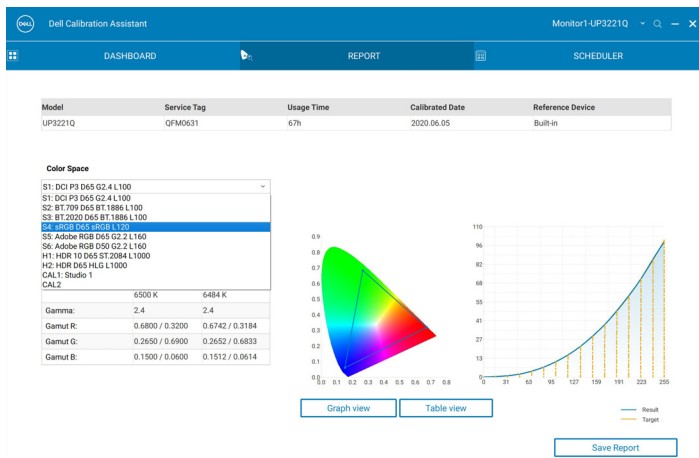 DELL Dell Calibration Assistant Monitor1-UP3221Q
DASHBOARD REPORT SCHEDULER
Model Service Tag Usage Time Calibrated Date Reference Device
UP3221Q QFM0631 67h 2020.06.05 Built-in
Color Space
S1: DCI P3 D65 G2.4 L100
S1: DCI P3 D65 G2.4 L100
S2: BT.709 D65 BT.1886 L100
S3: BT.2020 D65 BT.1886 L100
S4: sRGB D65 sRGB L120
S5: Adobe RGB D65 G2.2 L160
S6: Adobe RGB D50 G2.2 L160
H1: HDR 10 D65 ST.2084 L1000
H2: HDR D65 HLG L1000
CAL1: Studio 1
CAL2
6500 K 6484 K
Gamma: 2.4 2.4
Gamut R: 0.6800 / 0.3200 0.6742 / 0.3184
Gamut G: 0.2650 / 0.6900 0.2652 / 0.6833
Gamut B: 0.1500 / 0.0600 0.1512 / 0.0614
0.9
0.8
0.7
0.6
0.5
0.4
0.3
0.2
0.1
0.0
0.0 0.1 0.2 0.3 0.4 0.5 0.6 0.7 0.8
110
96
82
68
55
41
27
13
0 31 63 95 127 159 191 223 255
Graph view Table view
Result
Target
Save Report